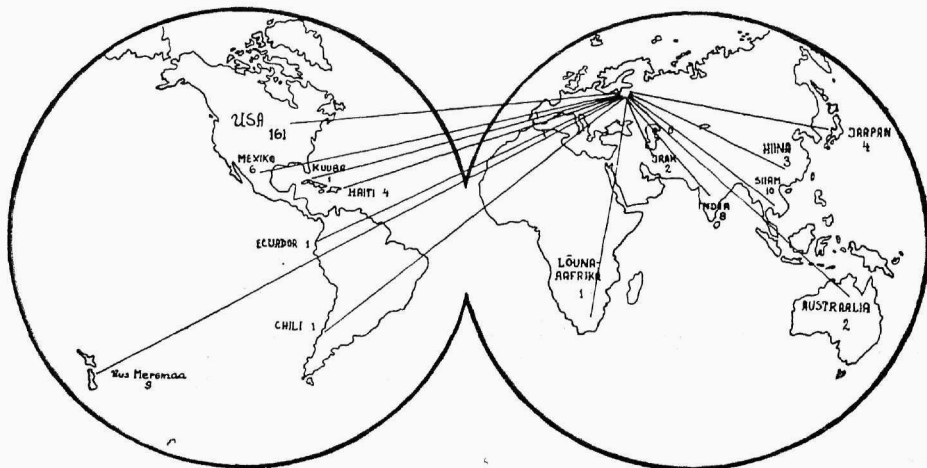 USA
161
MEXIKO
6
KUUBA
1
HAITI 4
ECUADOR 1
CHILI 1
Uus Meremaa
9
LÕUNA-
AAFRIKA
1
IRAK
2
INDIA
8
HIINA
3
SIIAM
10
JAAPAN
4
AUSTRAALIA
2